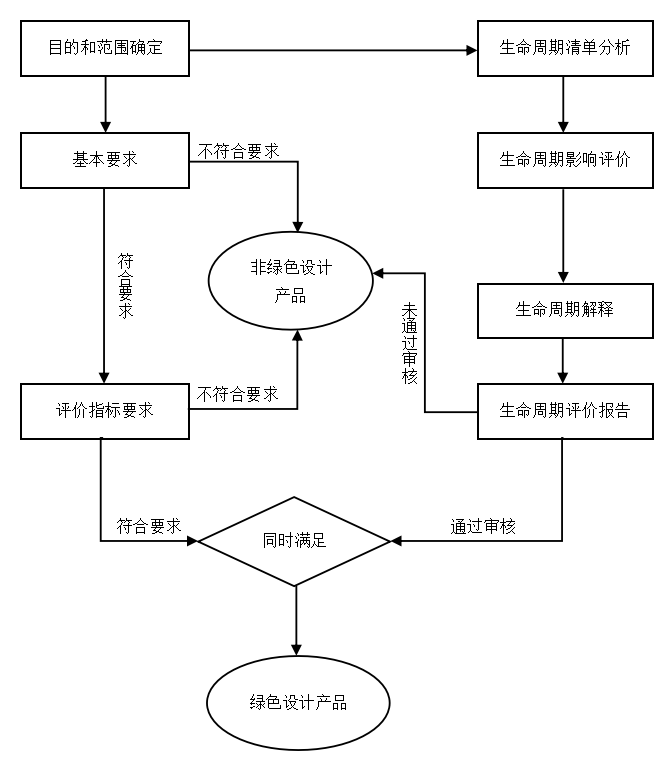 目的和范围确定
生命周期清单分析
基本要求
不符合要求
生命周期影响评价
符合要求
非绿色设计
产品
生命周期解释
未通过审核
评价指标要求
不符合要求
生命周期评价报告
符合要求
同时满足
通过审核
绿色设计产品